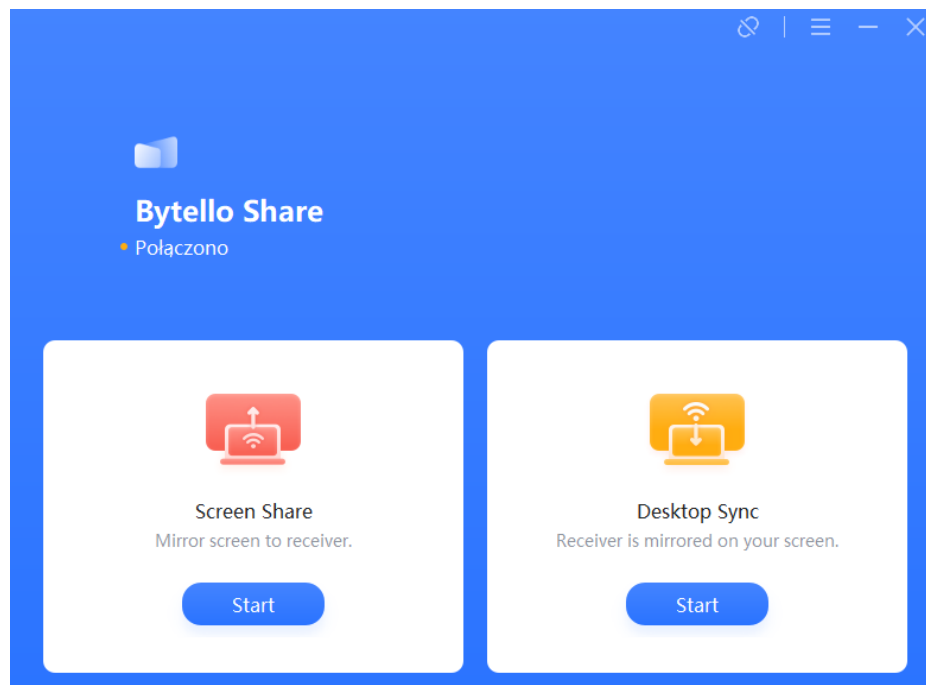 Bytello Share
Połączono
Screen Share
Mirror screen to receiver.
Start
Desktop Sync
Receiver is mirrored on your screen.
Start